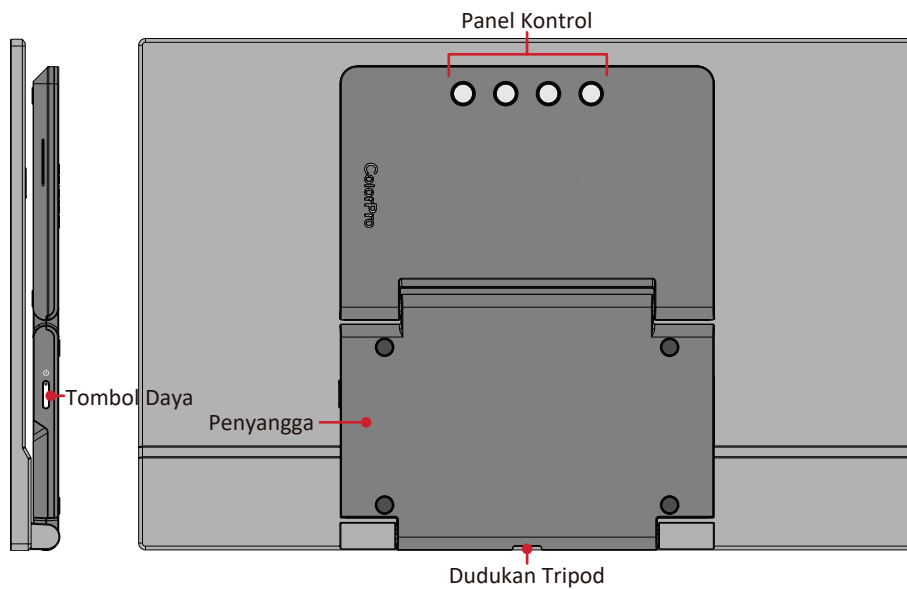 Panel Kontrol
ColorPro
Tombol Daya
Penyangga
Dudukan Tripod